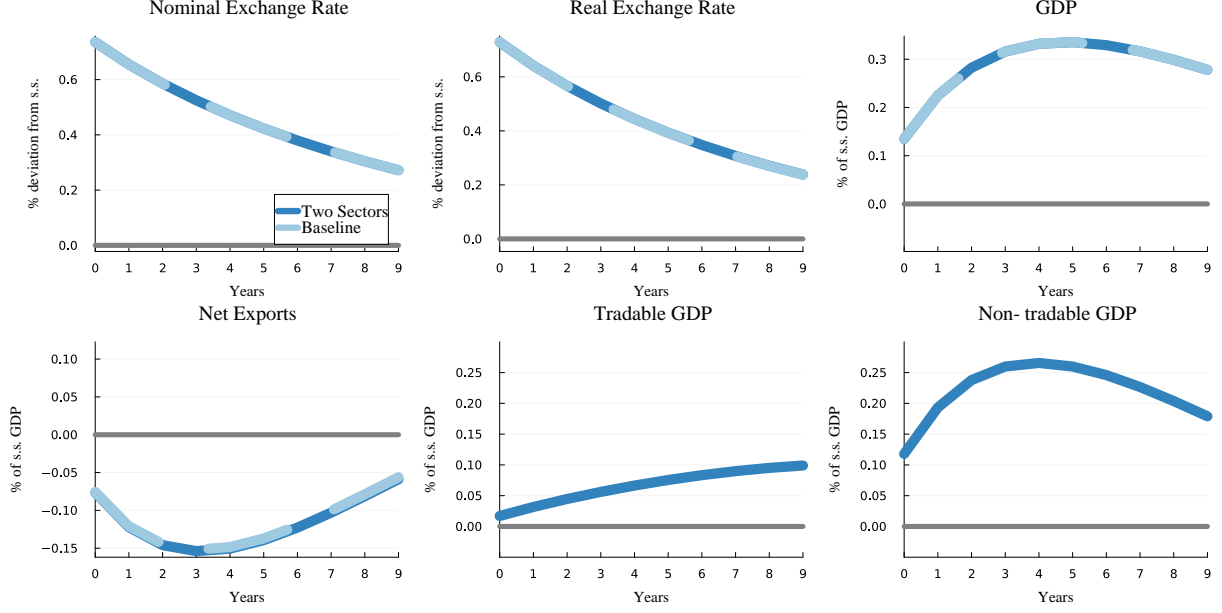 Nominal Exchange Rate
Real Exchange Rate
GDP
% deviation from s.s.
0.6
0.4
0.2
0.0
Two Sectors
Baseline
0 1 2 3 4 5 6 7 8 9
Years
% deviation from s.s.
0.6
0.4
0.2
0.0
0 1 2 3 4 5 6 7 8 9
Years
% of s.s. GDP
0.3
0.2
0.1
0.0
0 1 2 3 4 5 6 7 8 9
Years
Net Exports
Tradable GDP
Non- tradable GDP
% of s.s. GDP
0.10
0.05
0.00
−0.05
−0.10
−0.15
0 1 2 3 4 5 6 7 8 9
Years
% of s.s. GDP
0.25
0.20
0.15
0.10
0.05
0.00
0 1 2 3 4 5 6 7 8 9
Years
% of s.s. GDP
0.25
0.20
0.15
0.10
0.05
0.00
0 1 2 3 4 5 6 7 8 9
Years